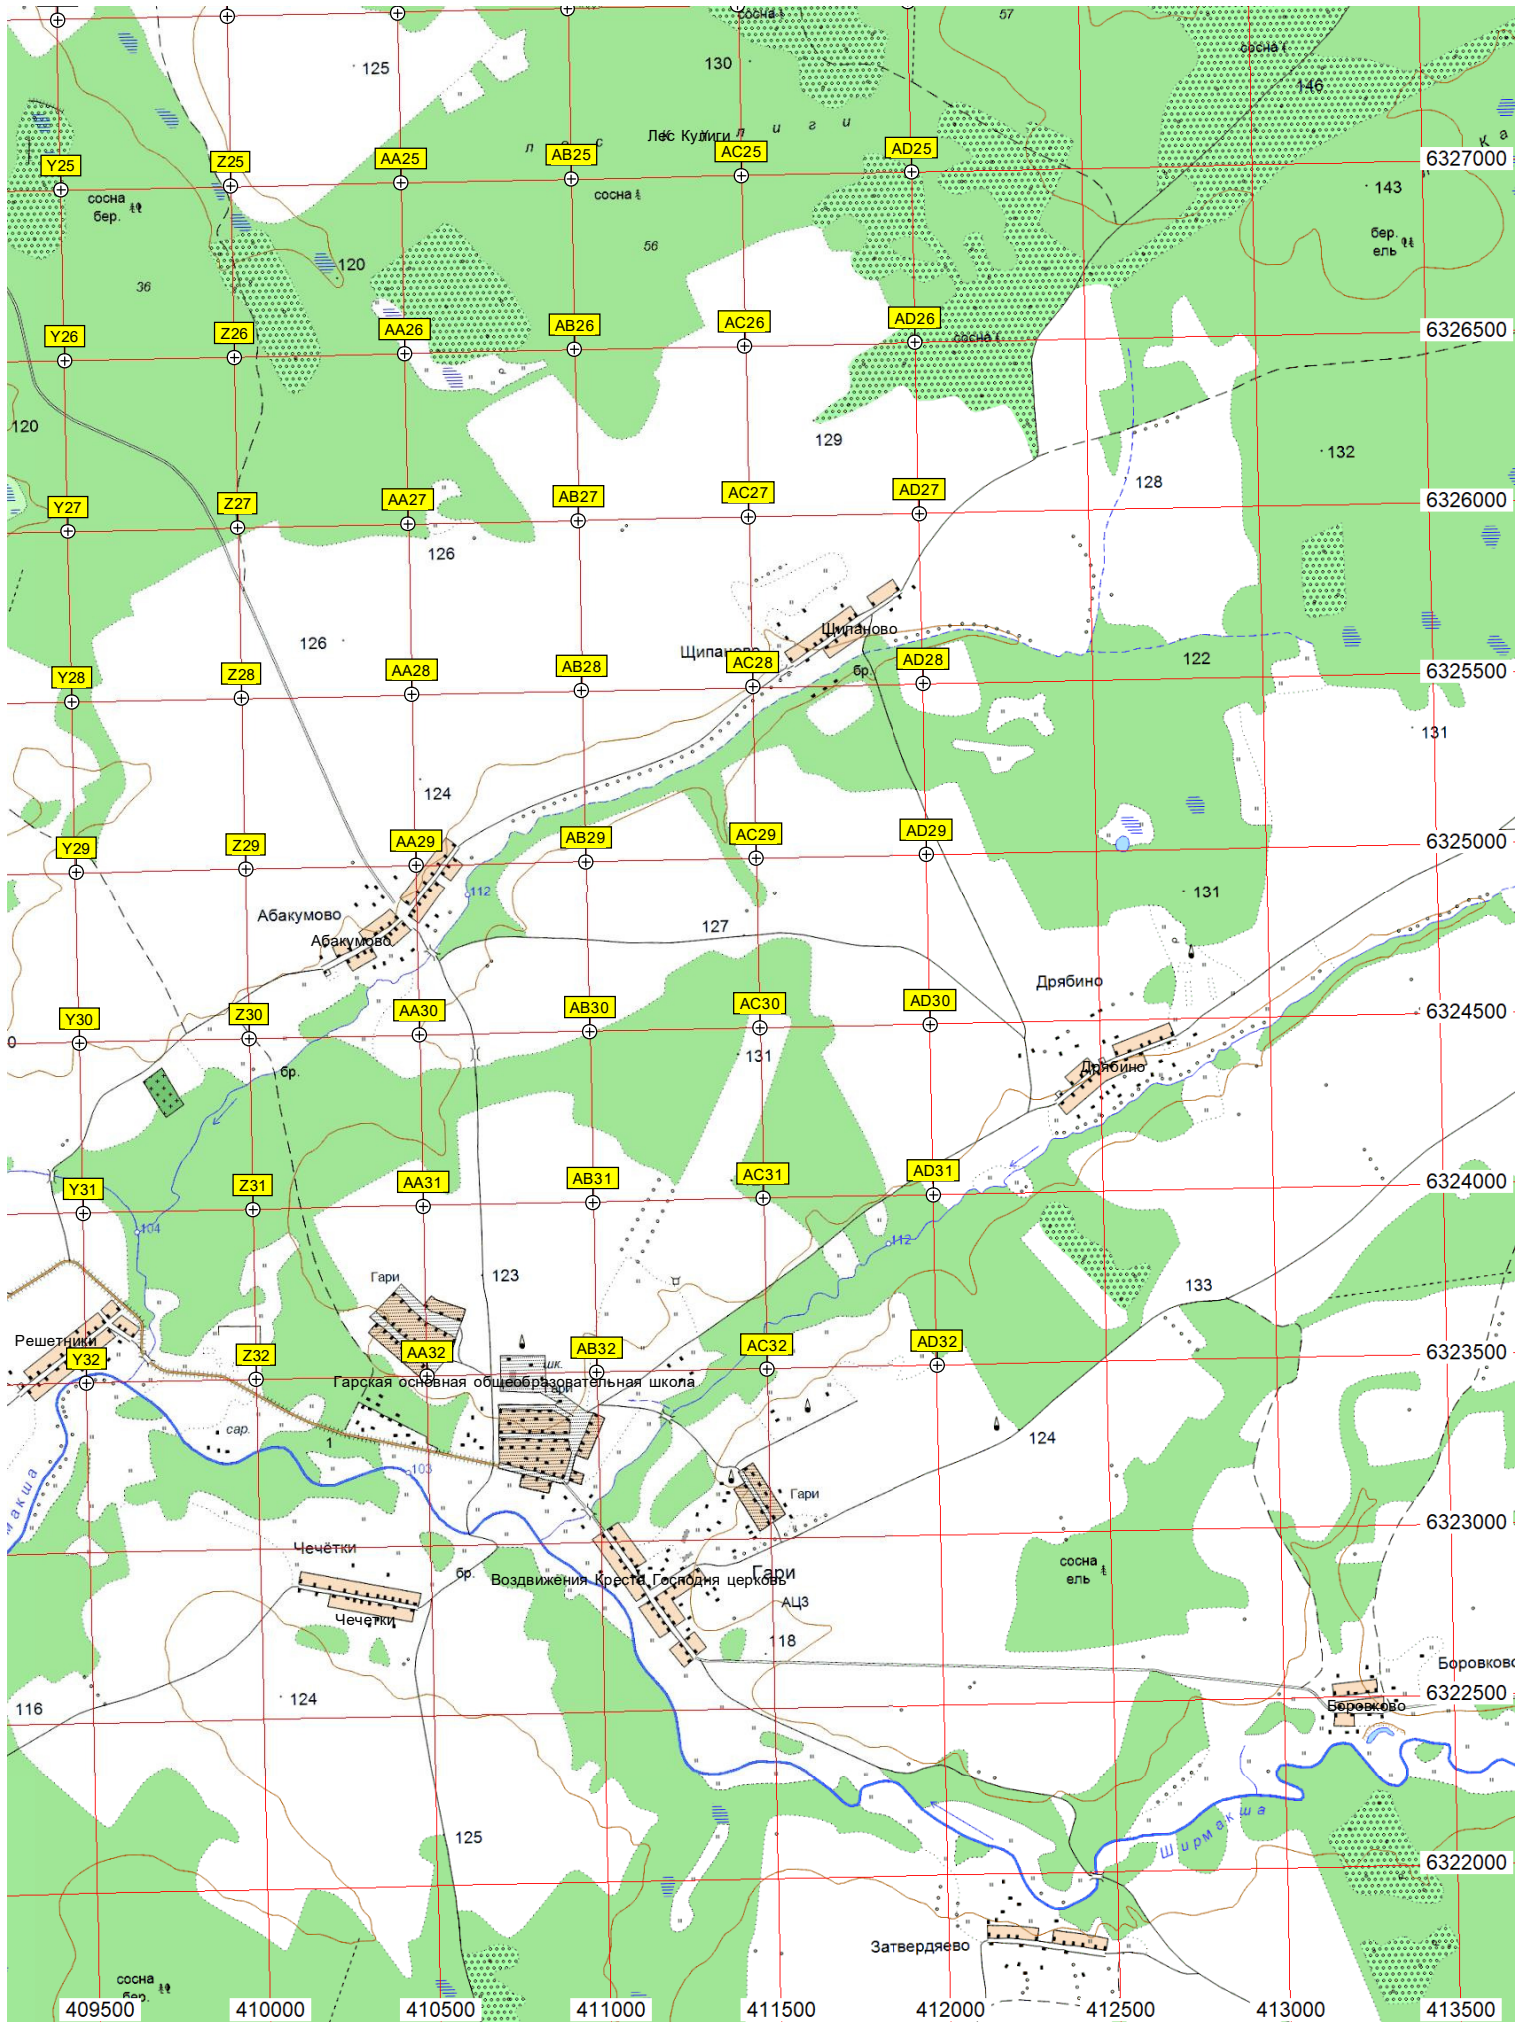 сосна
57
сосна
125
130
146
Лес Кулиги
л е с К у л и г и
К а
Y25
Z25
AA25
AB25
AC25
AD25
6327000
сосна
бер.
сосна
143
56
бер.
ель
120
36
Y26
Z26
AA26
AB26
AC26
AD26
6326500
сосна
120
129
132
128
Y27
Z27
AA27
AB27
AC27
AD27
6326000
126
126
Щипаново
Щипаново
122
бр.
Y28
Z28
AA28
AB28
AC28
AD28
6325500
131
124
Y29
Z29
AA29
AB29
AC29
AD29
6325000
112
131
Абакумово
Абакумово
127
Дрябино
Y30
Z30
AA30
AB30
AC30
AD30
6324500
0
131
бр.
Дрябино
Y31
Z31
AA31
AB31
AC31
AD31
6324000
104
112
123
133
Гари
Решетники
Y32
Z32
AA32
AB32
AC32
AD32
6323500
шк.
Гарская основная общеобразовательная школа
Гари
сар.
1
124
103
Гари
макша
6323000
Чечётки
сосна
ель
бр.
Воздвижения Креста Господня церковь
Гари
АЦЗ
Чечетки
118
Боровково
116
124
6322500
Боровково
Ширмакша
125
6322000
Затвердяево
сосна
бер.
409500
410000
410500
411000
411500
412000
412500
413000
413500